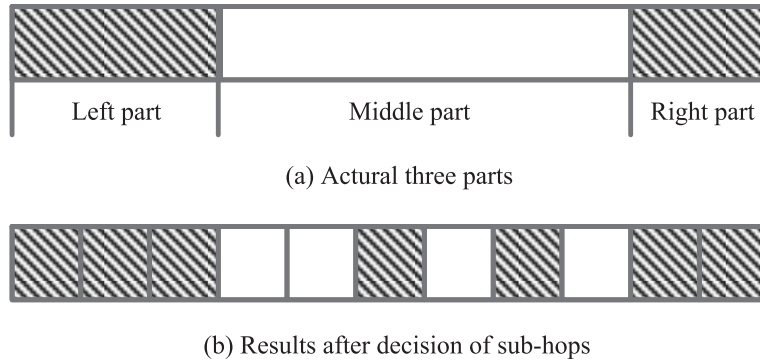 Left part Middle part Right part
(a) Actural three parts
(b) Results after decision of sub-hops